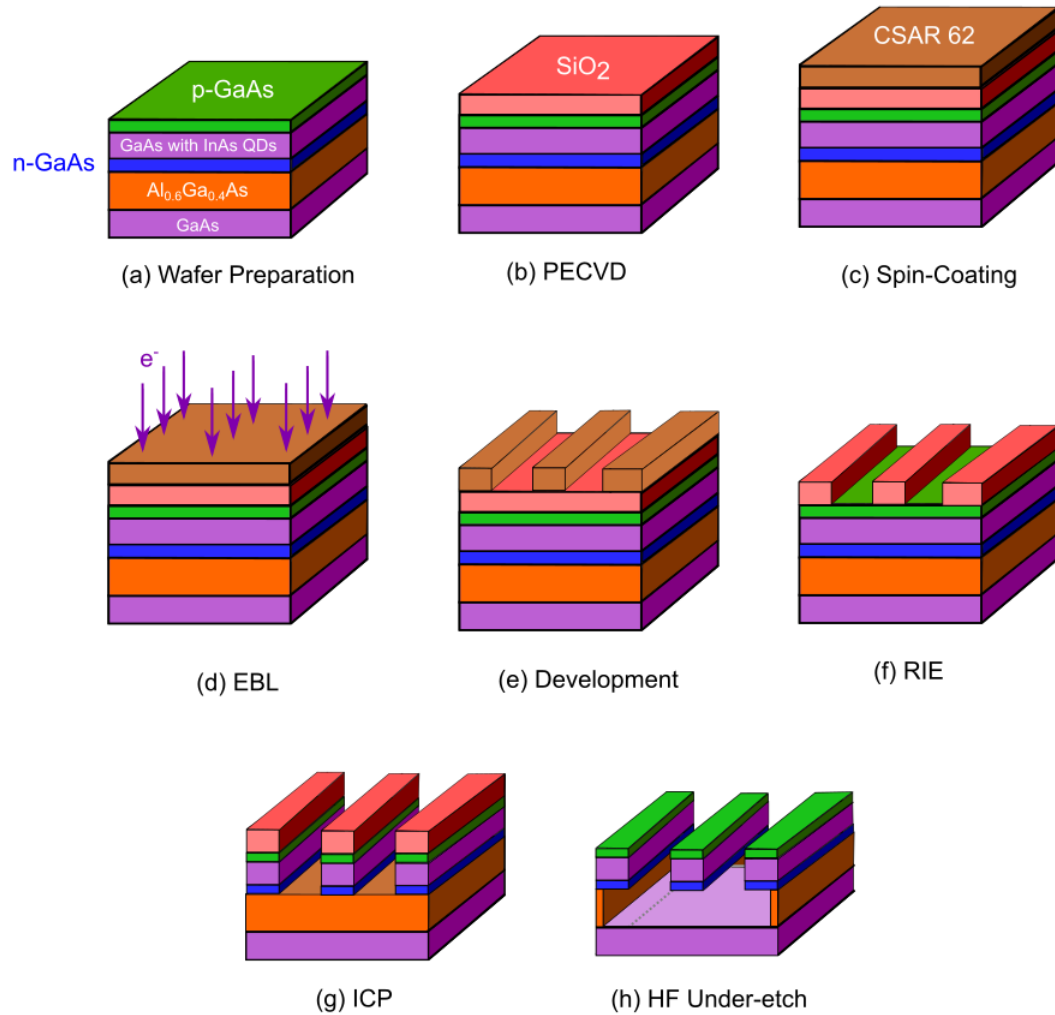 p-GaAs
GaAs with InAs QDs
n-GaAs
Al0.6Ga0.4As
GaAs
(a) Wafer Preparation
SiO2
(b) PECVD
CSAR 62
(c) Spin-Coating
e-
(d) EBL
(e) Development
(f) RIE
(g) ICP
(h) HF Under-etch